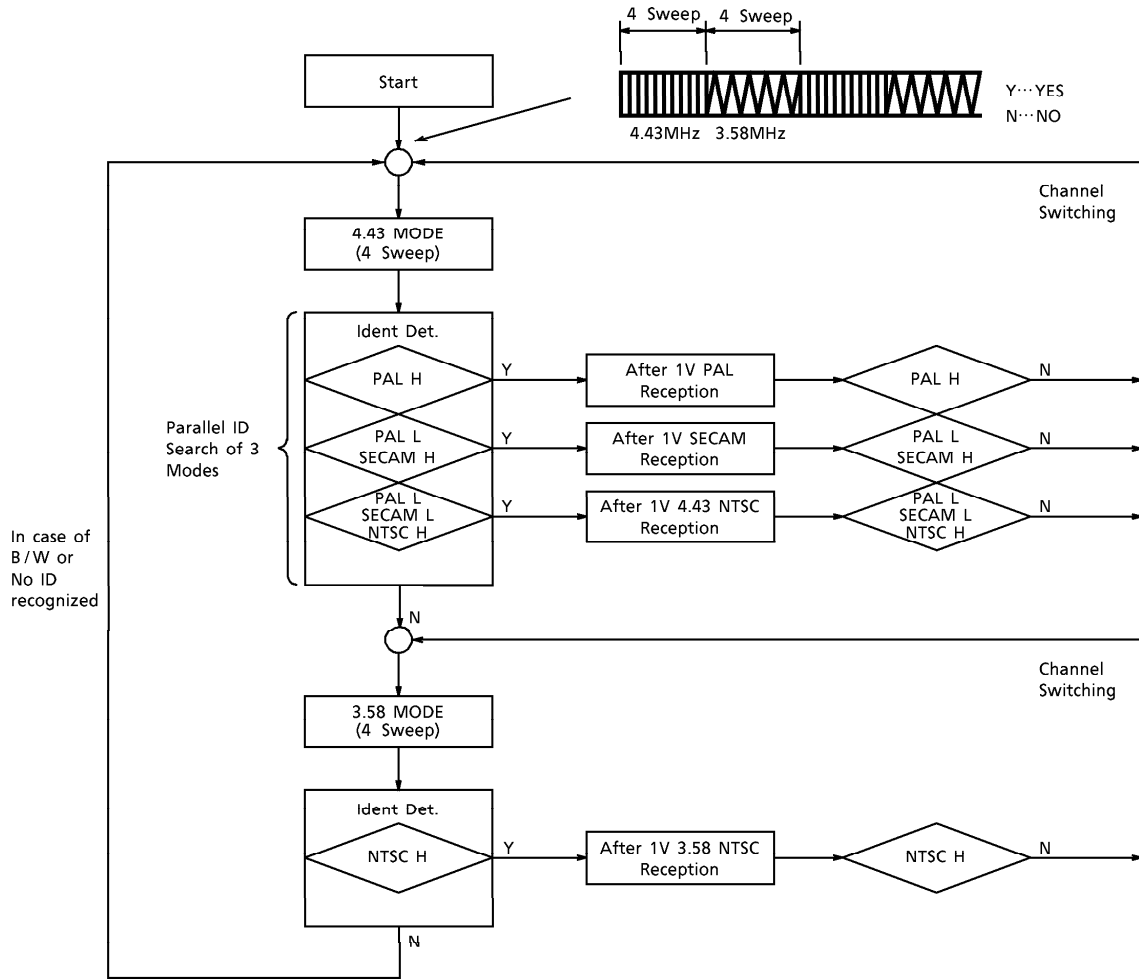 4 Sweep 4 Sweep
Start
Y…YES
N…NO
4.43MHz 3.58MHz
Channel
Switching
4.43 MODE
(4 Sweep)
Ident Det.
PAL H
Y
After 1V PAL
Reception
PAL H
N
Parallel ID
Search of 3
Modes
PAL L
SECAM H
Y
After 1V SECAM
Reception
PAL L
SECAM H
N
PAL L
SECAM L
NTSC H
Y
After 1V 4.43 NTSC
Reception
PAL L
SECAM L
NTSC H
N
In case of
B/W or
No ID
recognized
N
Channel
Switching
3.58 MODE
(4 Sweep)
Ident Det.
NTSC H
Y
After 1V 3.58 NTSC
Reception
NTSC H
N
N